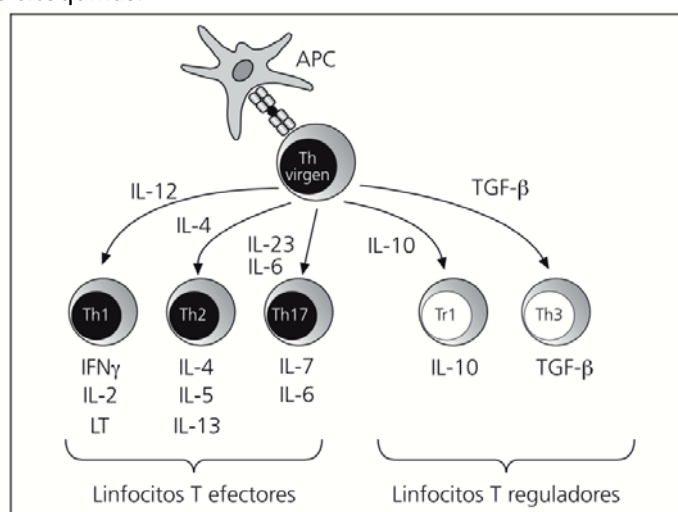 APC
Th
virgen
IL-12
IL-4
IL-23
IL-6
IL-10
TGF-β
Th1
Th2
Th17
Tr1
Th3
IFNγ
IL-2
LT
IL-4
IL-5
IL-13
IL-7
IL-6
IL-10
TGF-β
Linfocitos T efectores
Linfocitos T reguladores